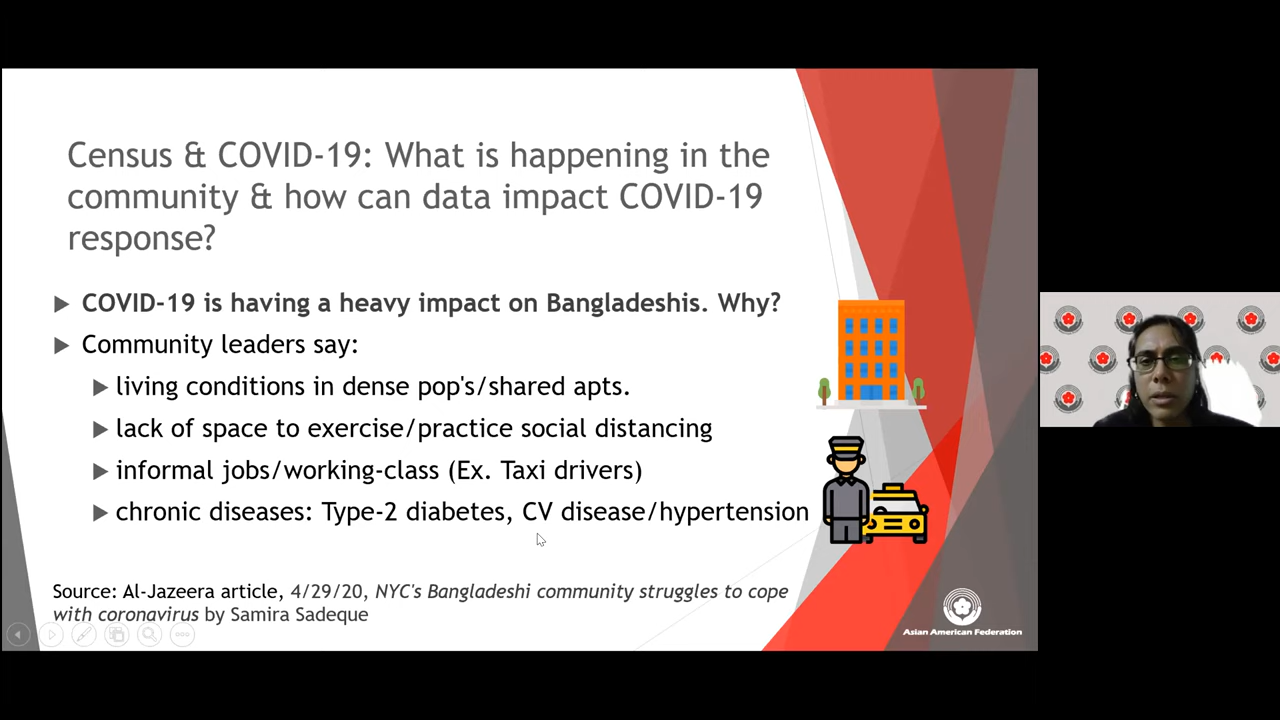 Census & COVID-19: What is happening in the
community & how can data impact COVID-19
response?
COVID-19 is having a heavy impact on Bangladeshis. Why?
Community leaders say:
living conditions in dense pop's/shared apts.
lack of space to exercise/practice social distancing
informal jobs/working-class (Ex. Taxi drivers)
chronic diseases: Type-2 diabetes, CV disease/hypertension
Source: Al-Jazeera article, 4/29/20, NYC's Bangladeshi community struggles to cope
with coronavirus by Samira Sadeque
Asian American Federation